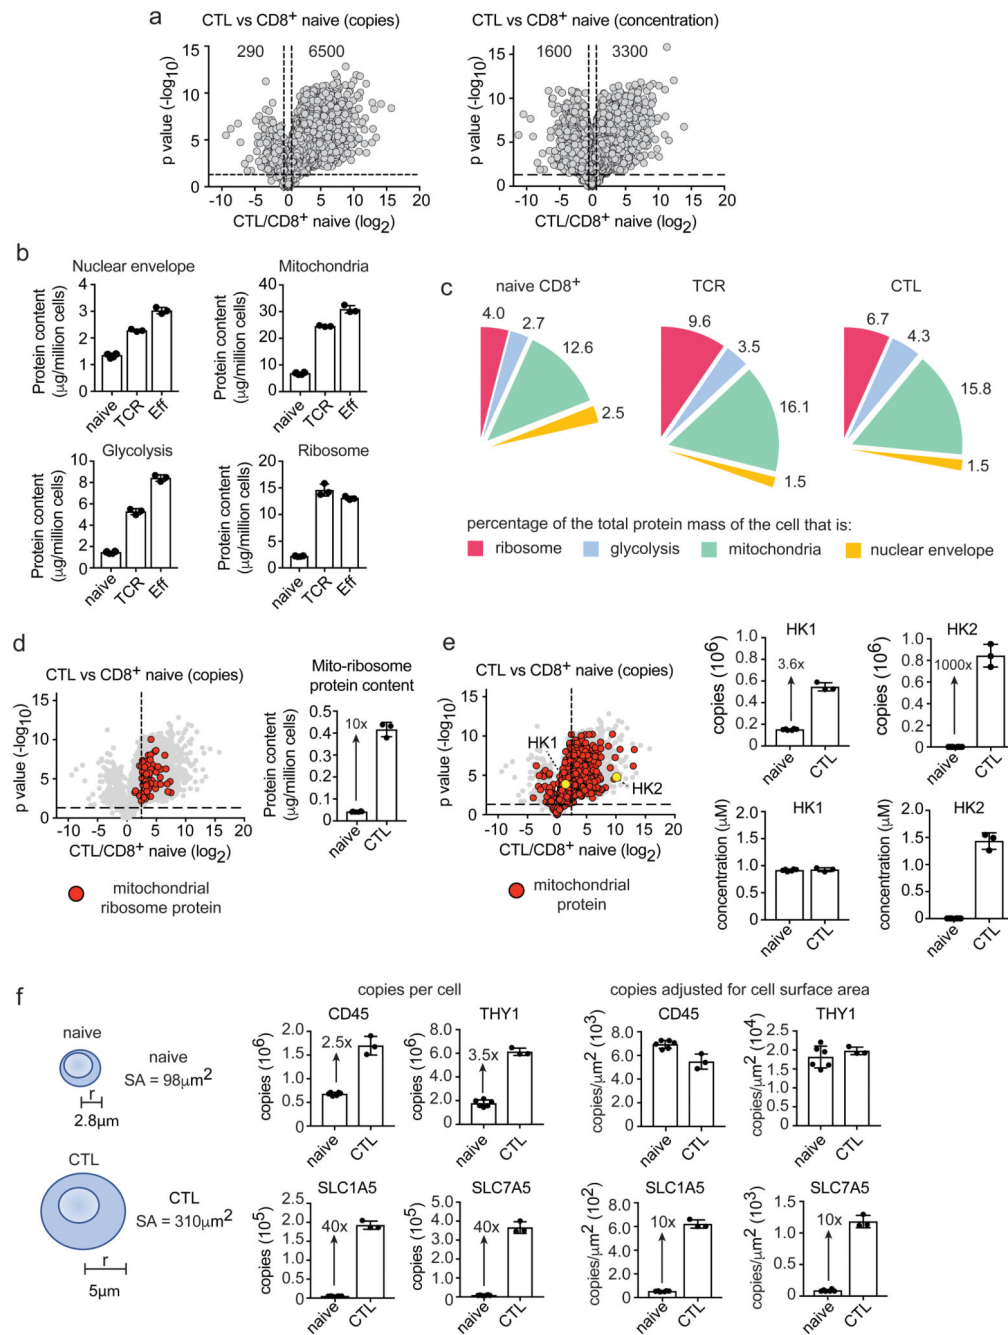 a
CTL vs CD8+ naive (copies)
290
6500
15
10
5
0
p value (-log10)
-10
-5
0
5
10
15
20
CTL/CD8+ naive (log2)
CTL vs CD8+ naive (concentration)
1600
3300
15
10
5
0
p value (-log10)
-10
-5
0
5
10
15
20
CTL/CD8+ naive (log2)
b
Nuclear envelope
4
3
2
1
0
Protein content
(µg/million cells)
naive
TCR
Eff
Mitochondria
40
30
20
10
0
Protein content
(µg/million cells)
naive
TCR
Eff
Glycolysis
10
8
6
4
2
0
Protein content
(µg/million cells)
naive
TCR
Eff
Ribosome
20
15
13
10
5
0
Protein content
(µg/million cells)
naive
TCR
Eff
c
naive CD8+
4.0
2.7
12.6
2.5
TCR
9.6
3.5
16.1
1.5
CTL
6.7
4.3
15.8
1.5
percentage of the total protein mass of the cell that is:
ribosome
glycolysis
mitochondria
nuclear envelope
d
CTL vs CD8+ naive (copies)
15
10
5
0
p value (-log10)
-10
-5
0
5
10
15
20
CTL/CD8+ naive (log2)
mitochondrial
ribosome protein
Mito-ribosome
protein content
0.5
0.4
0.3
0.2
0.1
0
10x
Protein content
(µg/million cells)
naive
CTL
e
CTL vs CD8+ naive (copies)
15
10
5
0
p value (-log10)
HK1
HK2
-10
-5
0
5
10
15
20
CTL/CD8+ naive (log2)
mitochondrial
protein
HK1
1.0
0.8
0.6
0.4
0.2
0
3.6x
copies (10^6)
naive
CTL
HK2
1.0
0.8
0.6
0.4
0.2
0
1000x
copies (10^6)
naive
CTL
HK1
2.0
1.5
1.0
0.5
0
concentration (µM)
naive
CTL
HK2
2.0
1.5
1.0
0.5
0
concentration (µM)
naive
CTL
f
naive
r
2.8µm
naive
SA = 98µm2
CTL
r
5µm
CTL
SA = 310µm2
copies per cell
CD45
2.0
1.5
1.0
0.5
0
2.5x
copies (10^6)
naive
CTL
THY1
8.0
6.0
4.0
2.0
0
3.5x
copies (10^6)
naive
CTL
copies adjusted for cell surface area
CD45
8.0
6.0
4.0
2.0
0
copies/µm2 (10^3)
naive
CTL
THY1
2.5
2.0
1.5
1.0
0.5
0
copies/µm2 (10^4)
naive
CTL
SLC1A5
2.5
2.0
1.5
1.0
0.5
0
40x
copies (10^5)
naive
CTL
SLC7A5
5.0
4.0
3.0
2.0
1.0
0
40x
copies (10^5)
naive
CTL
SLC1A5
8.0
6.0
4.0
2.0
0
10x
copies/µm2 (10^2)
naive
CTL
SLC7A5
1.5
1.0
0.5
0
10x
copies/µm2 (10^3)
naive
CTL